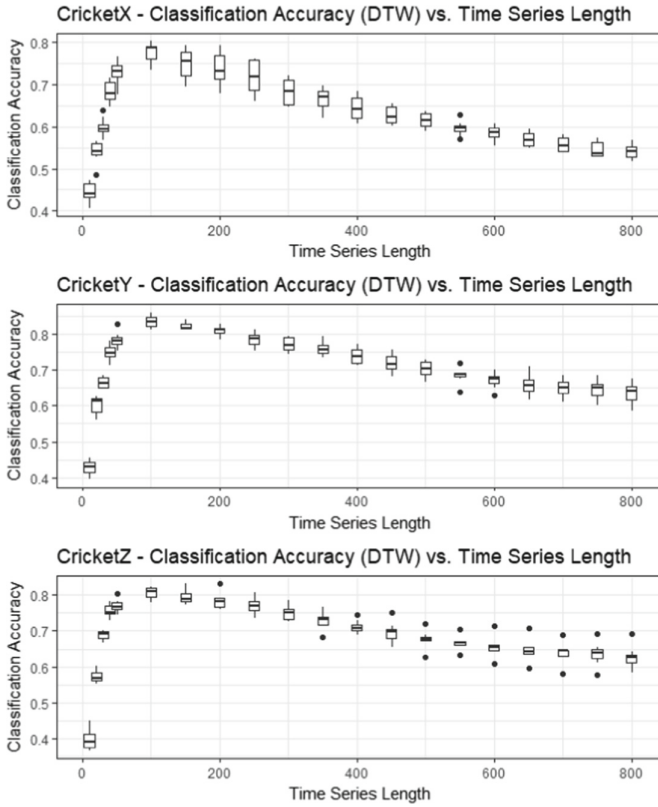 CricketX - Classification Accuracy (DTW) vs. Time Series Length
Classification Accuracy
0.8
0.7
0.6
0.5
0.4
0 200 400 600 800
Time Series Length
CricketY - Classification Accuracy (DTW) vs. Time Series Length
Classification Accuracy
0.8
0.7
0.6
0.5
0.4
0 200 400 600 800
Time Series Length
CricketZ - Classification Accuracy (DTW) vs. Time Series Length
Classification Accuracy
0.8
0.7
0.6
0.5
0.4
0 200 400 600 800
Time Series Length